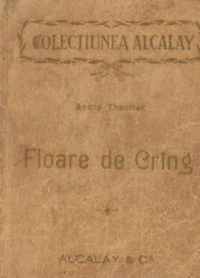 COLECȚIUNEA ALCALAY
André Theuriet
Floare de Crîng
ALCALAY & Cº